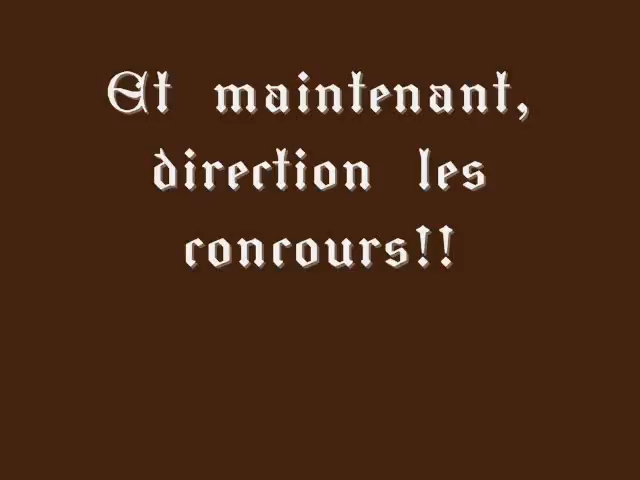 Et maintenant,
direction les
concours!!